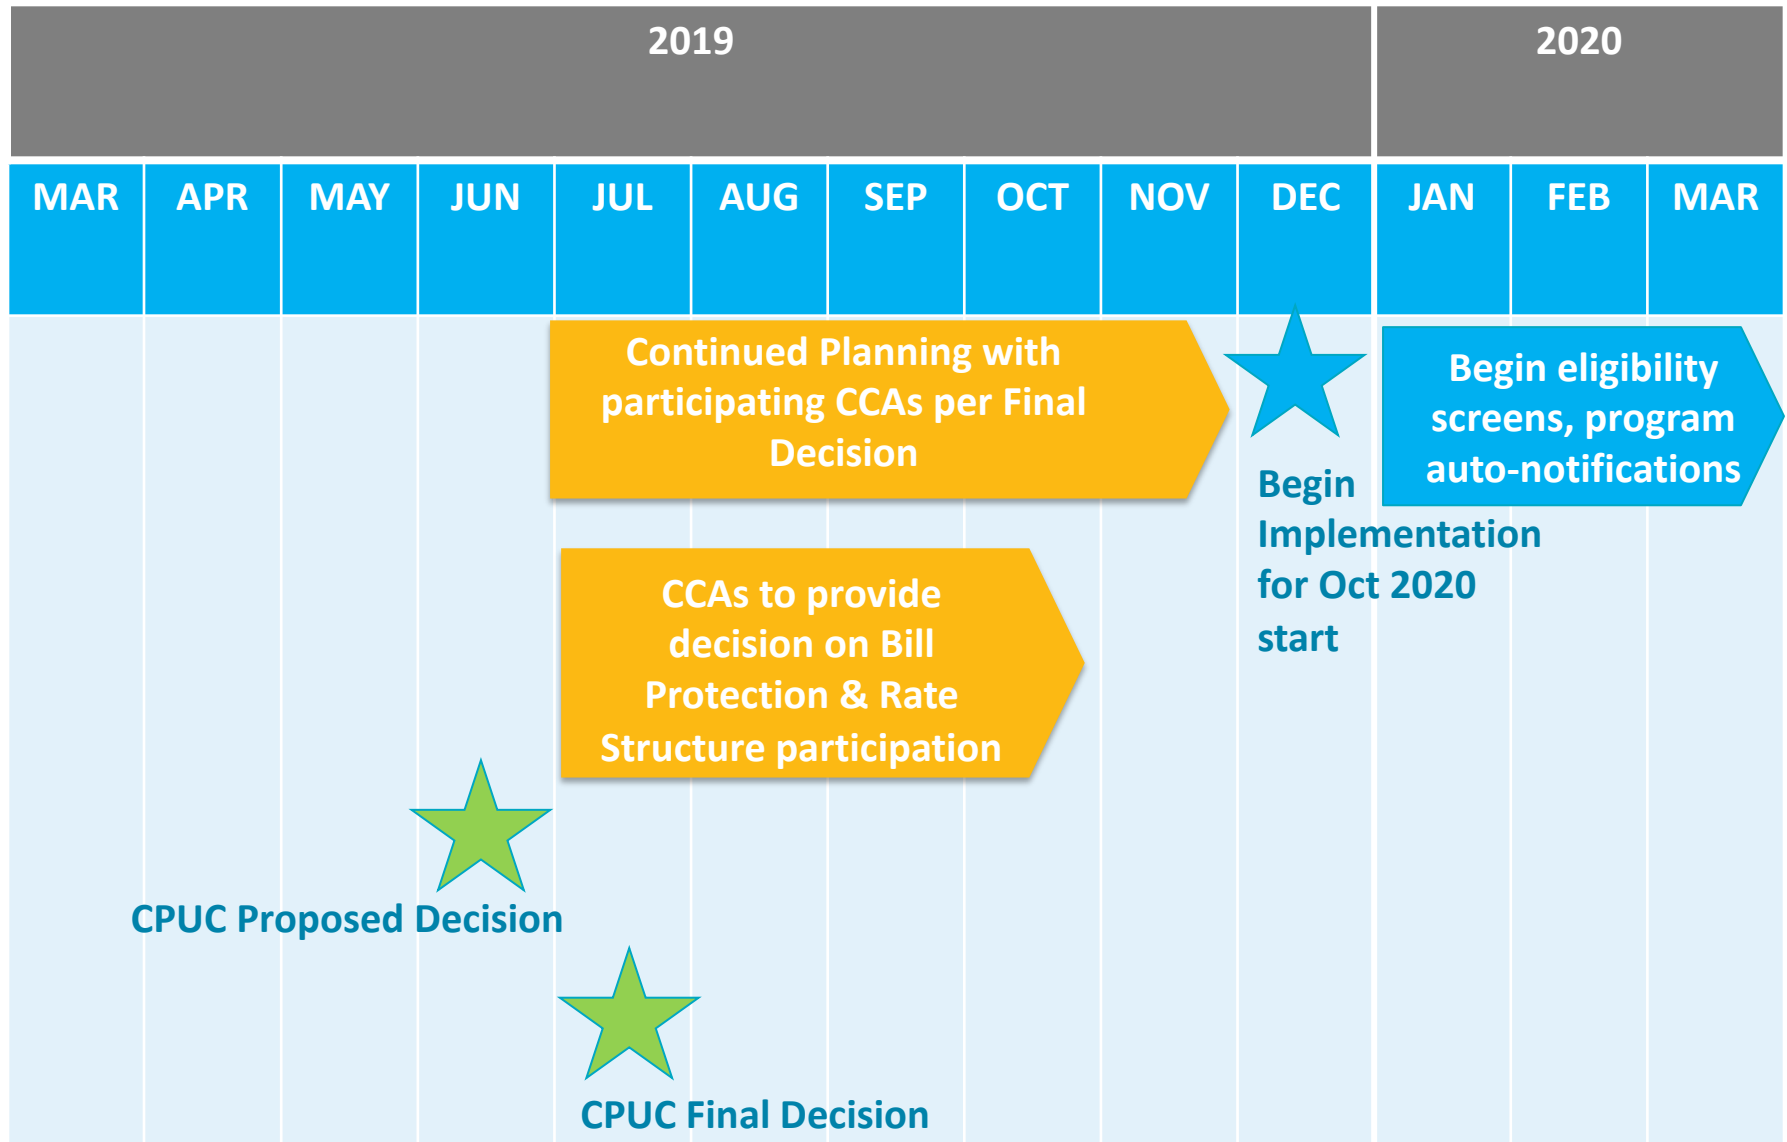 2019
2020
MAR
APR
MAY
JUN
JUL
AUG
SEP
OCT
NOV
DEC
JAN
FEB
MAR
Continued Planning with
participating CCAs per Final
Decision
Begin eligibility
screens, program
auto-notifications
Begin
Implementation
for Oct 2020
start
CCAs to provide
decision on Bill
Protection & Rate
Structure participation
CPUC Proposed Decision
CPUC Final Decision